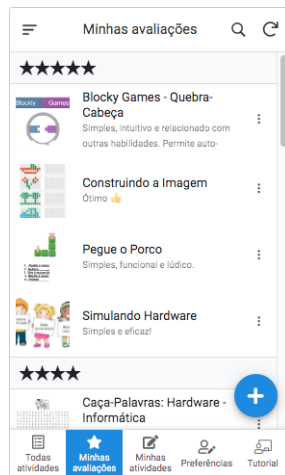 Minhas avaliações
★★★★★
Blocky Games
Blocky Games - Quebra-
Cabeça
Simples, intuitivo e relacionado com
outras habilidades. Permite auto-
Construindo a Imagem
Ótimo 👍
Pegue o Porco
Simples, funcional e lúdico.
Simulando Hardware
Simples e eficaz!
★★★★
Caça-Palavras: Hardware -
Informática
Todas
atividades
Minhas
avaliações
Minhas
atividades
Preferências
Tutorial